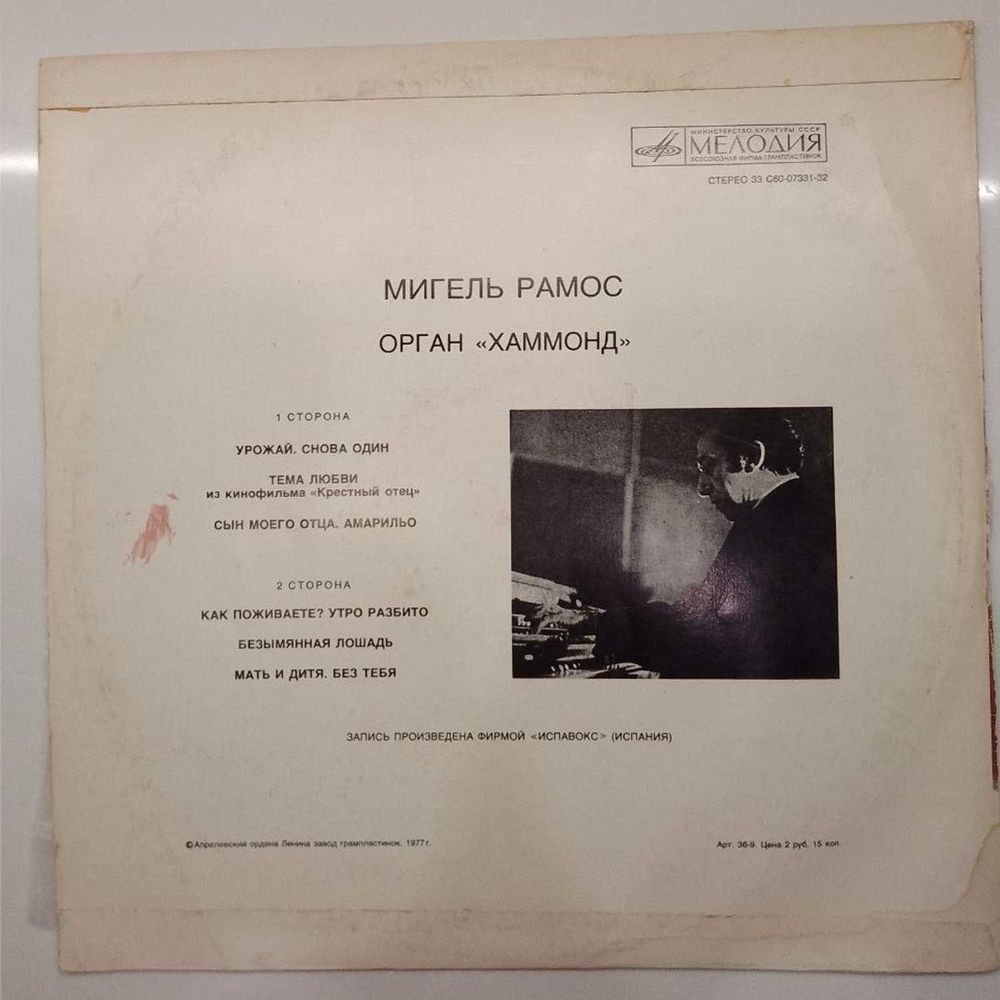 МИНИСТЕРСТВО КУЛЬТУРЫ СССР
МЕЛОДИЯ
ВСЕСОЮЗНАЯ ФИРМА ГРАМПЛАСТИНОК
СТЕРЕО 33 С60-07331-32
МИГЕЛЬ РАМОС
ОРГАН «ХАММОНД»
1 СТОРОНА
УРОЖАЙ. СНОВА ОДИН
ТЕМА ЛЮБВИ
из кинофильма «Крестный отец»
СЫН МОЕГО ОТЦА. АМАРИЛЬО
2 СТОРОНА
КАК ПОЖИВАЕТЕ? УТРО РАЗБИТО
БЕЗЫМЯННАЯ ЛОШАДЬ
МАТЬ И ДИТЯ. БЕЗ ТЕБЯ
ЗАПИСЬ ПРОИЗВЕДЕНА ФИРМОЙ «ИСПАВОКС» (ИСПАНИЯ)
© Апрелевский ордена Ленина завод грампластинок, 1977 г.
Арт. 36-9. Цена 2 руб. 15 коп.